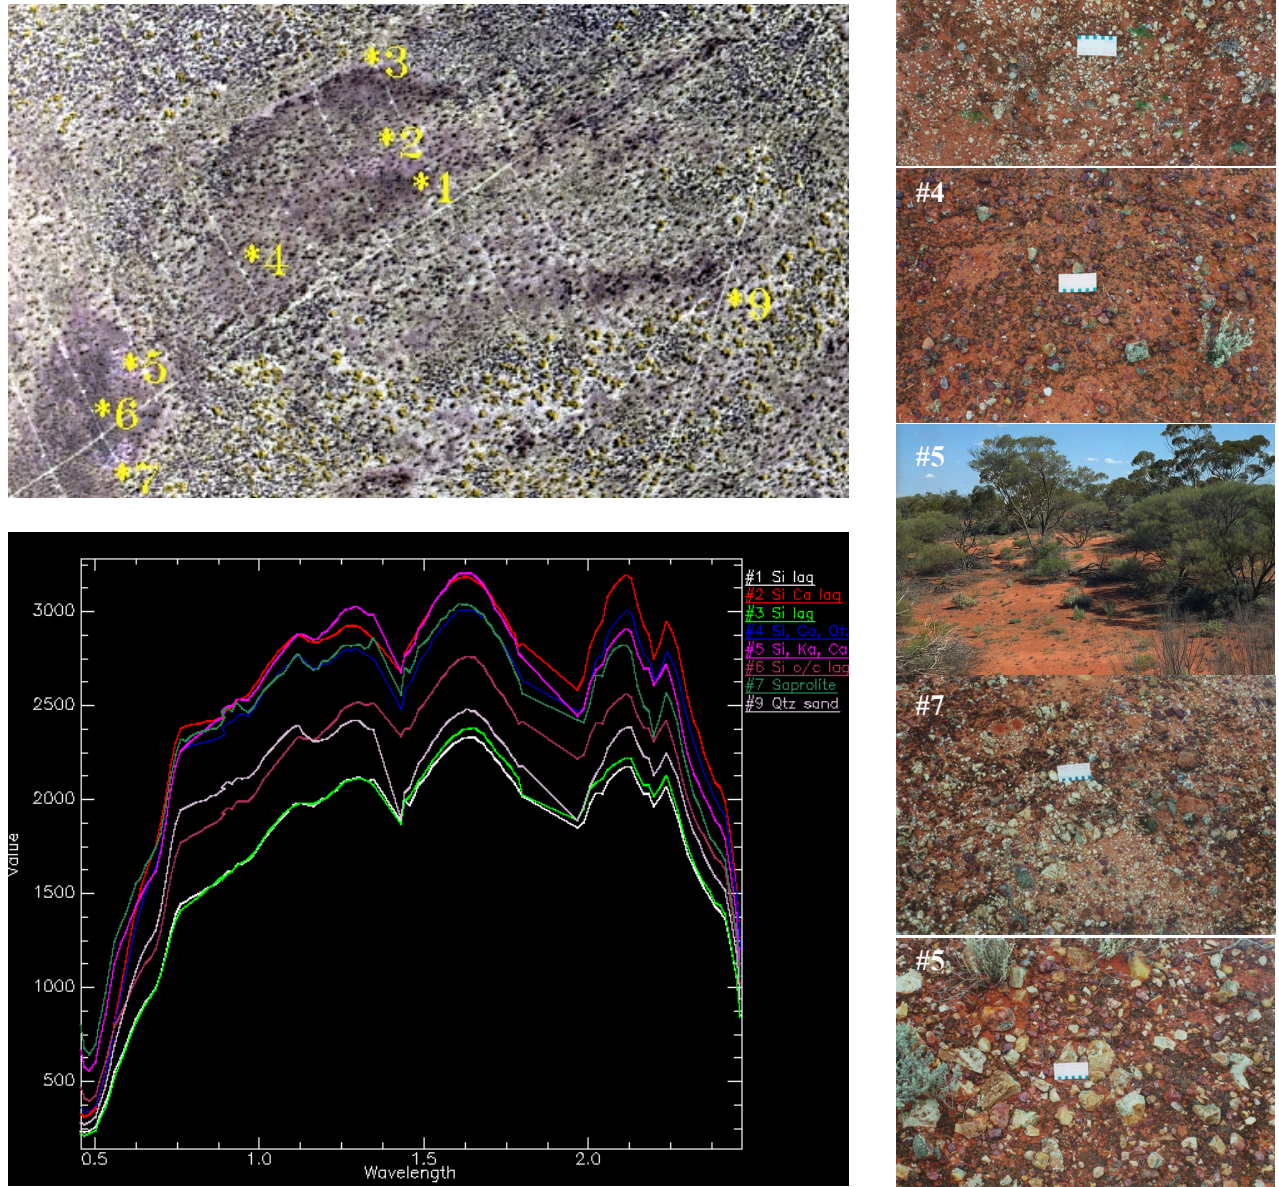 *3
*2
*1
*4
*9
*5
*6
*7
#4
#5
#7
#5
3000
2500
2000
1500
1000
500
Value
0.5
1.0
1.5
2.0
Wavelength
#1 Si lag
#2 Si Ca lag
#3 Si lag
#4 Si, Ca, Qtz
#5 Si, Ka, Ca
#6 Si o/c lag
#7 Saprolite
#9 Qtz sand